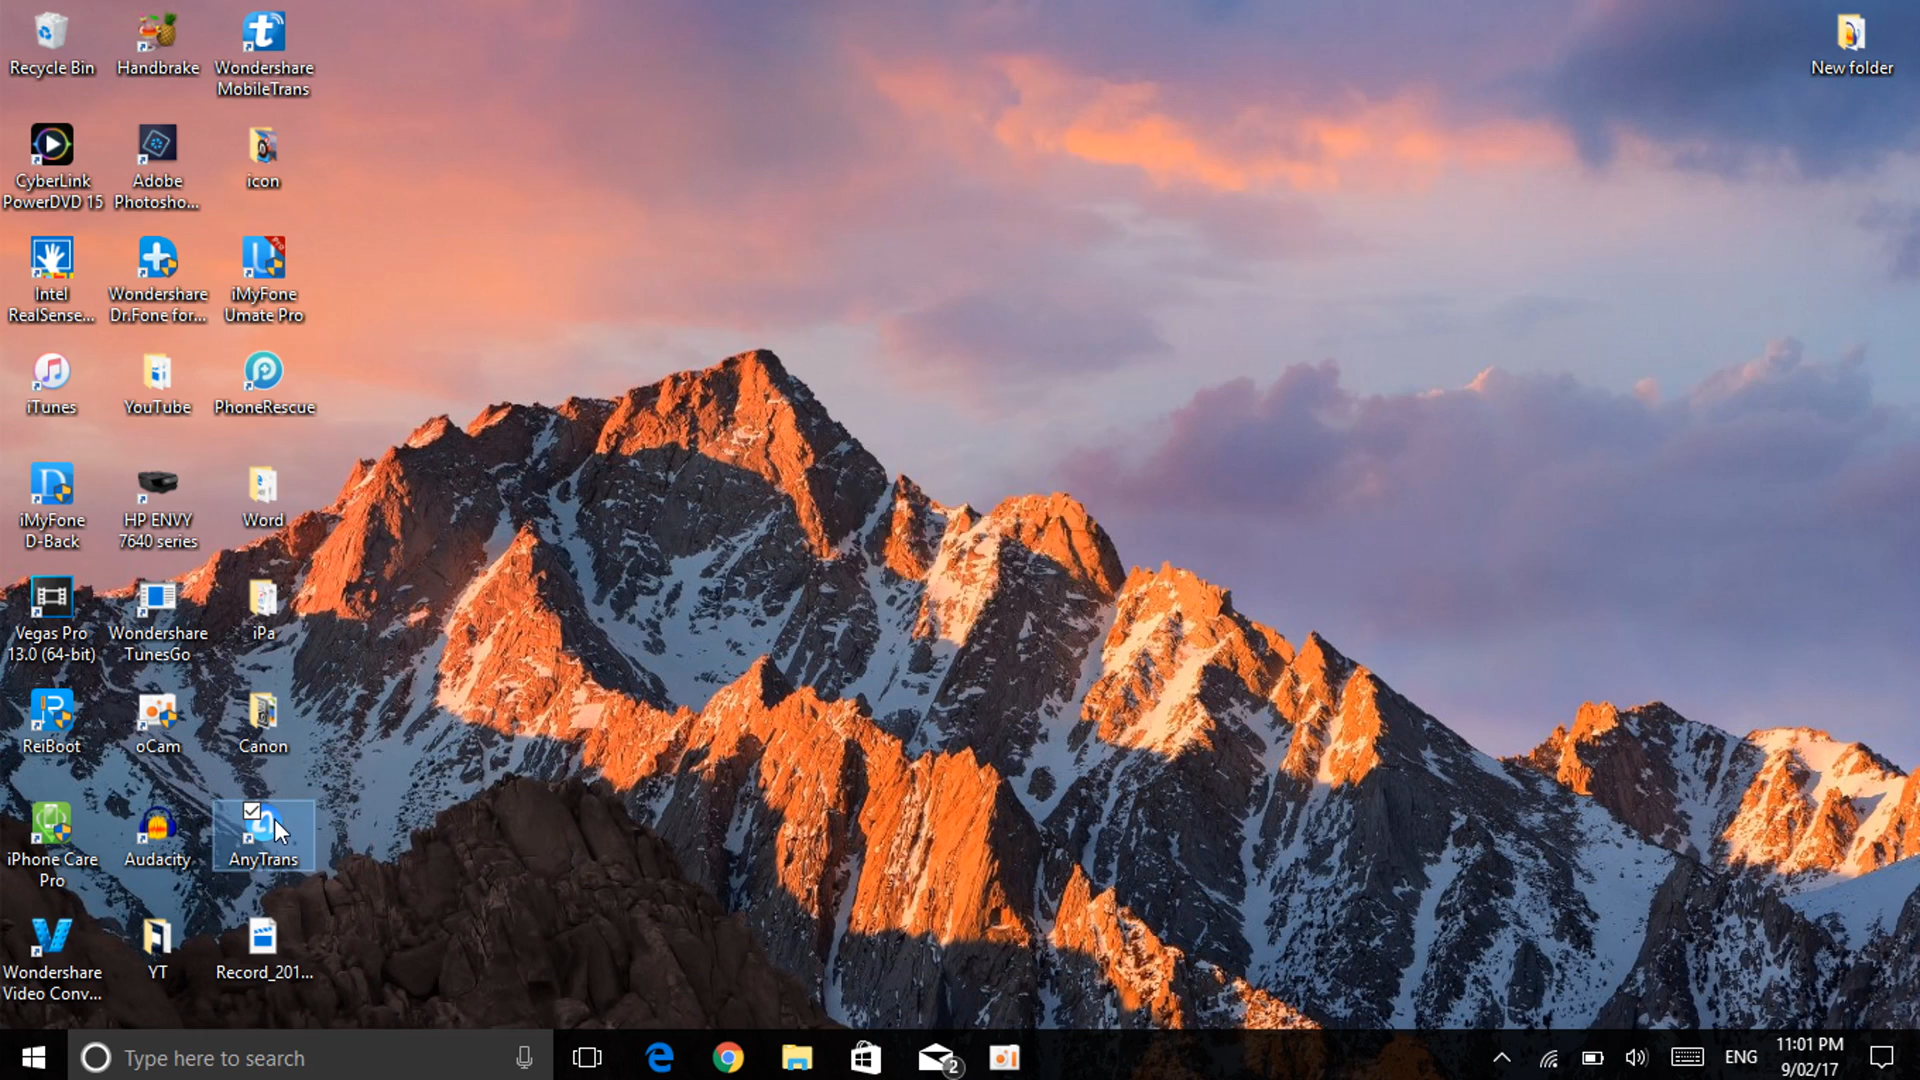 Recycle Bin
Handbrake
Wondershare
MobileTrans
New folder
CyberLink
PowerDVD 15
Adobe
Photosho...
icon
Intel
RealSense...
Wondershare
Dr.Fone for...
iMyFone
Umate Pro
iTunes
YouTube
PhoneRescue
iMyFone
D-Back
HP ENVY
7640 series
Word
Vegas Pro
13.0 (64-bit)
Wondershare
TunesGo
iPa
ReiBoot
oCam
Canon
iPhone Care
Pro
Audacity
AnyTrans
Wondershare
Video Conv...
YT
Record_201...
Type here to search
2
ENG
11:01 PM
9/02/17